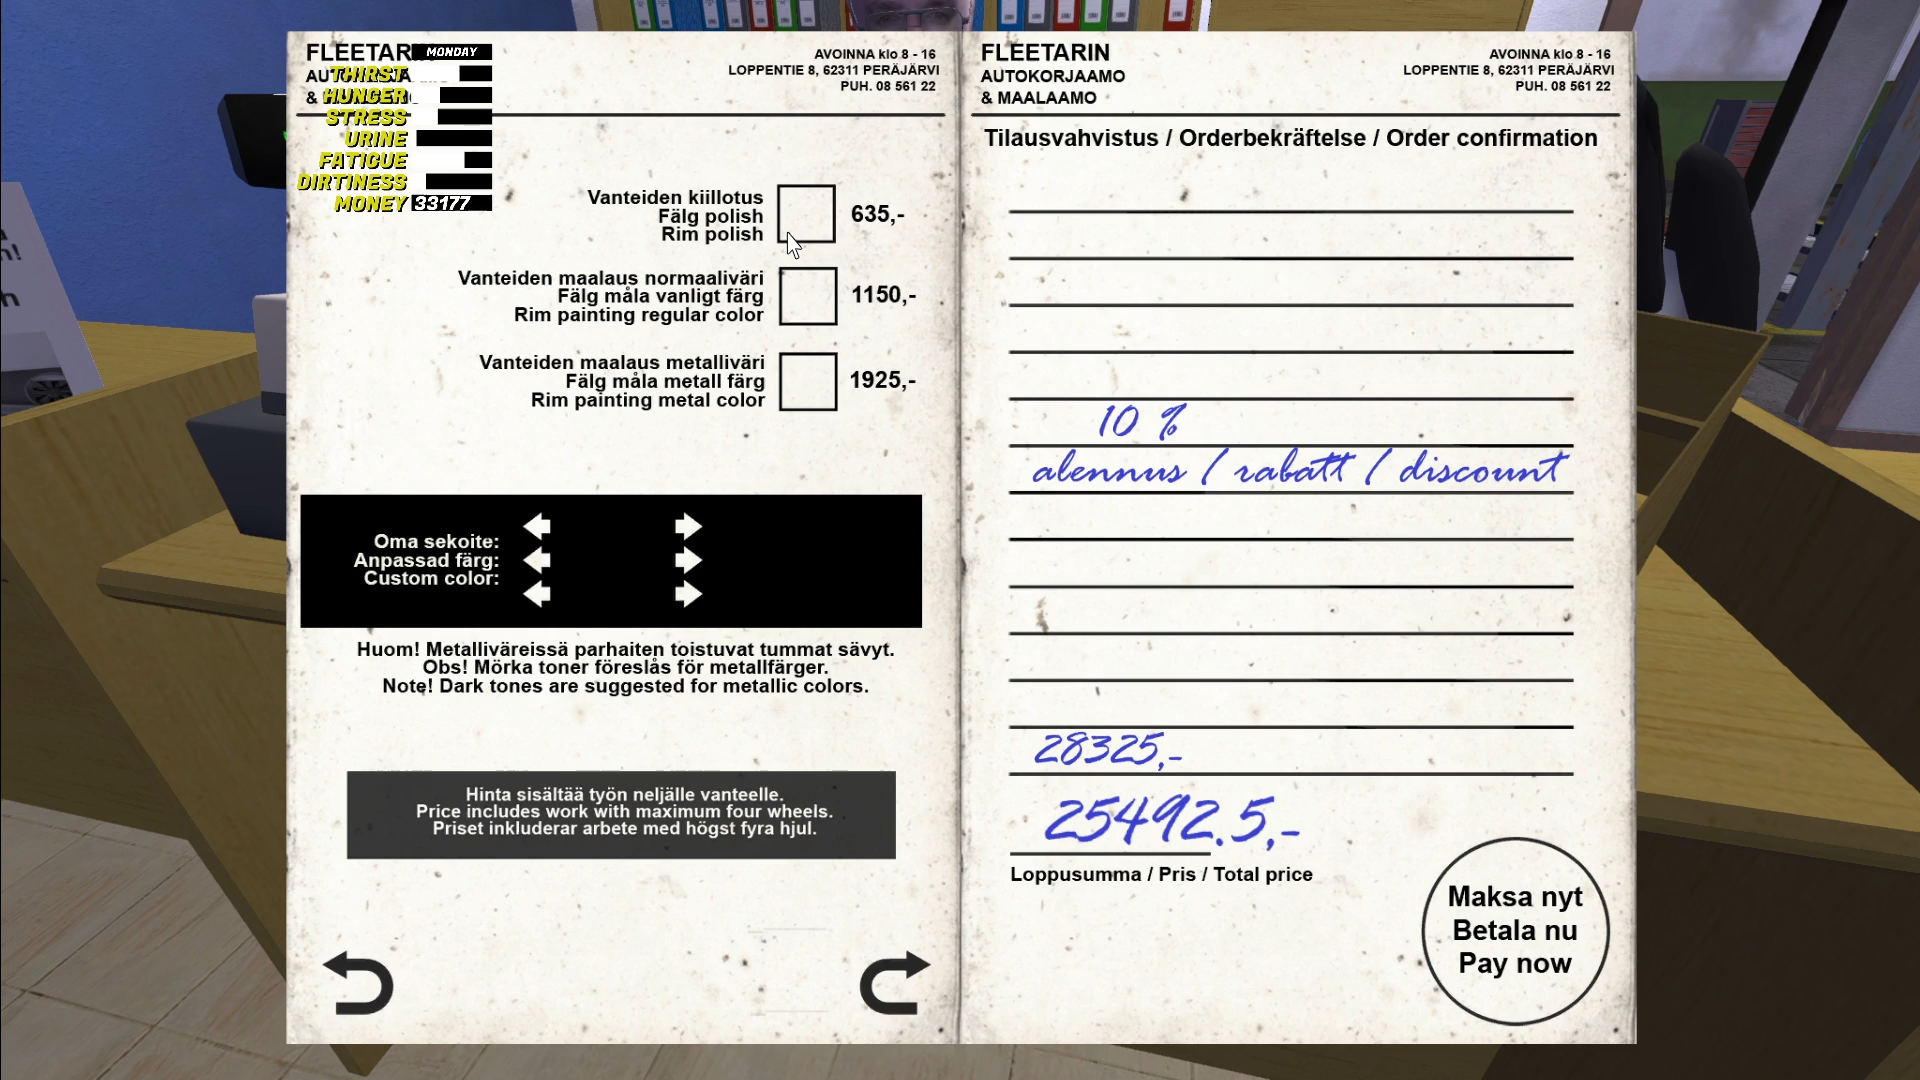 FLEETAR
MONDAY
THIRST
& HUNGER
STRESS
URINE
FATIGUE
DIRTINESS
MONEY 33177
AVOINNA klo 8 - 16
LOPPENTIE 8, 62311 PERÄJÄRVI
PUH. 08 561 22
Vanteiden kiillotus
Fälg polish
Rim polish
635,-
Vanteiden maalaus normaaliväri
Fälg måla vanligt färg
Rim painting regular color
1150,-
Vanteiden maalaus metalliväri
Fälg måla metall färg
Rim painting metal color
1925,-
Oma sekoite:
Anpassad färg:
Custom color:
Huom! Metalliväreissä parhaiten toistuvat tummat sävyt.
Obs! Mörka toner föreslås för metallfärger.
Note! Dark tones are suggested for metallic colors.
Hinta sisältää työn neljälle vanteelle.
Price includes work with maximum four wheels.
Priset inkluderar arbete med högst fyra hjul.
FLEETARIN
AUTOKORJAAMO
& MAALAAMO
AVOINNA klo 8 - 16
LOPPENTIE 8, 62311 PERÄJÄRVI
PUH. 08 561 22
Tilausvahvistus / Orderbekräftelse / Order confirmation
10 %
alennus / rabatt / discount
28325,-
25492.5,-
Loppusumma / Pris / Total price
Maksa nyt
Betala nu
Pay now